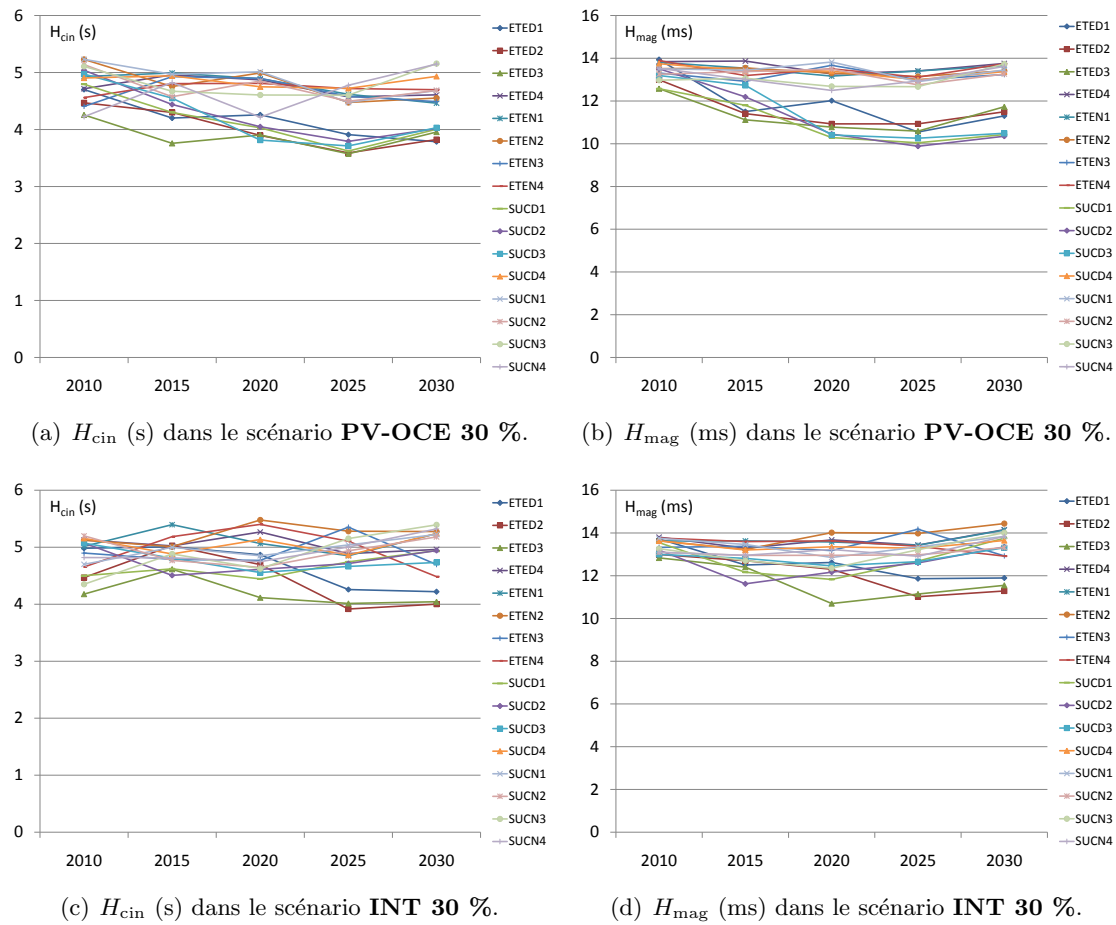 H_cin (s)
6
5
4
3
2
1
0
2010 2015 2020 2025 2030
ETED1
ETED2
ETED3
ETED4
ETEN1
ETEN2
ETEN3
ETEN4
SUCD1
SUCD2
SUCD3
SUCD4
SUCN1
SUCN2
SUCN3
SUCN4
(a) H_cin (s) dans le scénario PV-OCE 30 %.
H_mag (ms)
16
14
12
10
8
6
4
2
0
2010 2015 2020 2025 2030
ETED1
ETED2
ETED3
ETED4
ETEN1
ETEN2
ETEN3
ETEN4
SUCD1
SUCD2
SUCD3
SUCD4
SUCN1
SUCN2
SUCN3
SUCN4
(b) H_mag (ms) dans le scénario PV-OCE 30 %.
H_cin (s)
6
5
4
3
2
1
0
2010 2015 2020 2025 2030
ETED1
ETED2
ETED3
ETED4
ETEN1
ETEN2
ETEN3
ETEN4
SUCD1
SUCD2
SUCD3
SUCD4
SUCN1
SUCN2
SUCN3
SUCN4
(c) H_cin (s) dans le scénario INT 30 %.
H_mag (ms)
16
14
12
10
8
6
4
2
0
2010 2015 2020 2025 2030
ETED1
ETED2
ETED3
ETED4
ETEN1
ETEN2
ETEN3
ETEN4
SUCD1
SUCD2
SUCD3
SUCD4
SUCN1
SUCN2
SUCN3
SUCN4
(d) H_mag (ms) dans le scénario INT 30 %.